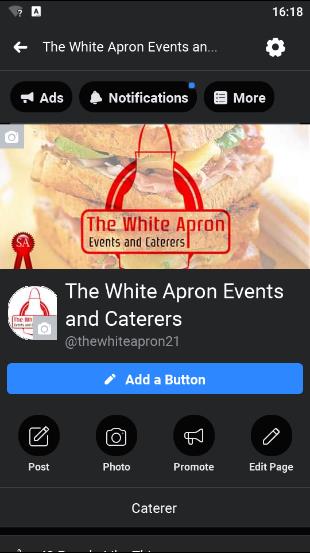 16:18
The White Apron Events an...
Ads
Notifications
More
The White Apron
Events and Caterers
SA
The White Apron Events
and Caterers
@thewhiteapron21
Add a Button
Post
Photo
Promote
Edit Page
Caterer